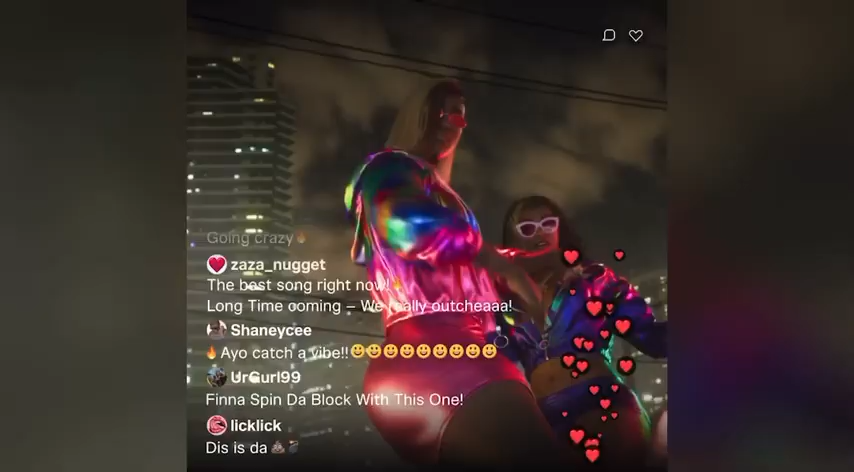 Going crazy🔥
zaza_nugget
The best song right now!🔥
Long Time coming – We really outcheaaa!
Shaneycee
🔥Ayo catch a vibe!!😀😀😀😀😀😀😀😀😀
UrGurl99
Finna Spin Da Block With This One!
licklick
Dis is da💩💣